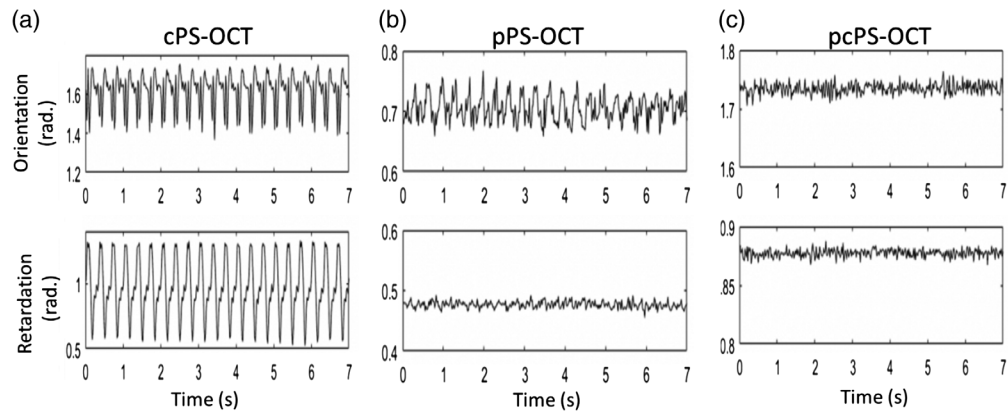 (a)
cPS-OCT
(b)
pPS-OCT
(c)
pcPS-OCT
Orientation
(rad.)
1.6
1.4
1.2
0 1 2 3 4 5 6 7
0.8
0.7
0.6
0 1 2 3 4 5 6 7
1.8
1.7
1.6
0 1 2 3 4 5 6 7
Retardation
(rad.)
1
0.5
0 1 2 3 4 5 6 7
Time (s)
0.6
0.5
0.4
0 1 2 3 4 5 6 7
Time (s)
0.9
.85
0.8
0 1 2 3 4 5 6 7
Time (s)